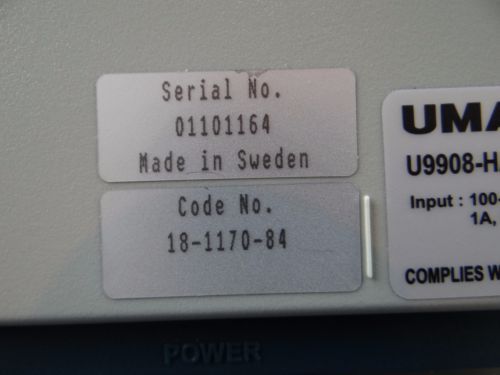 Serial No.
01101164
Made in Sweden
Code No.
18-1170-84
UMA
U9908-H
Input : 100-
1A,
COMPLIES W
POWER